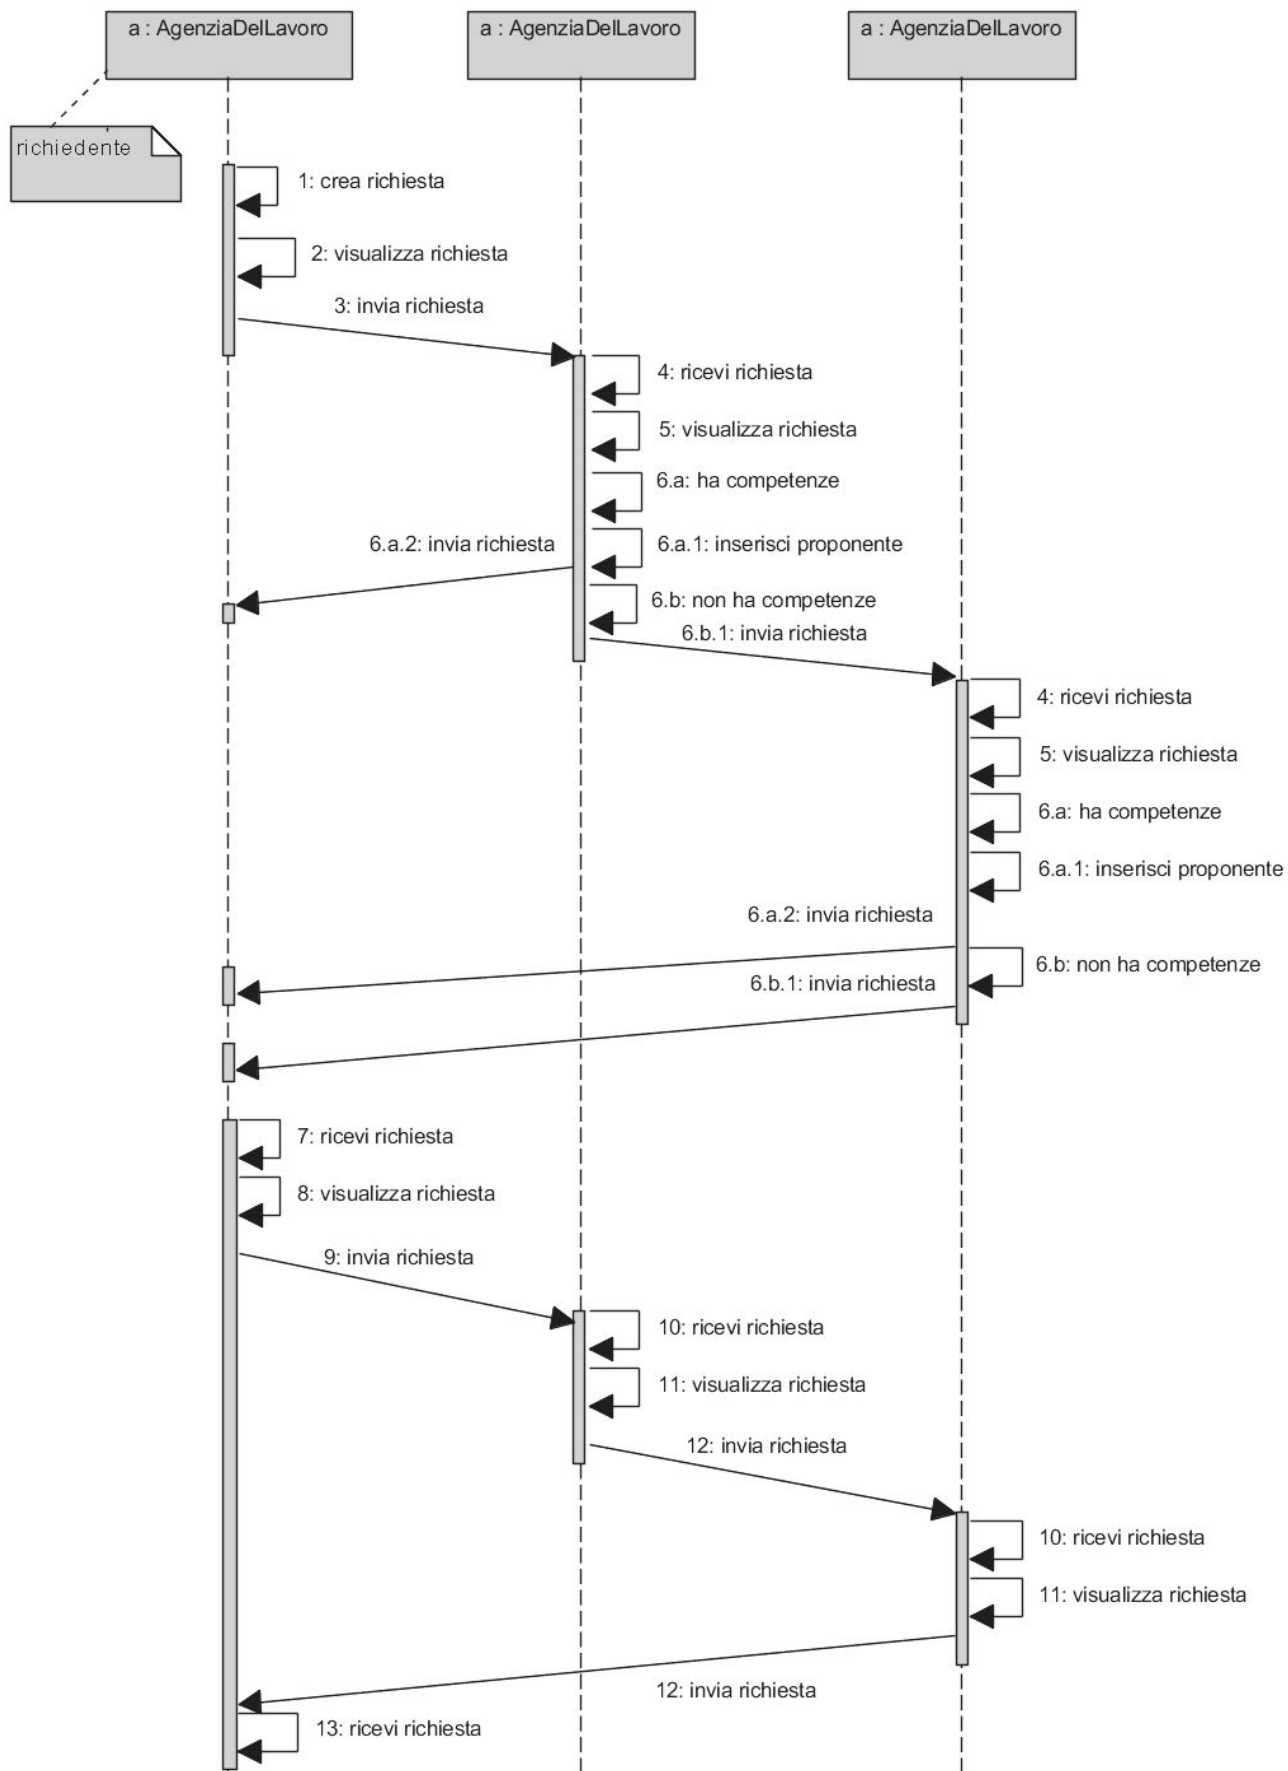 a : AgenziaDelLavoro
a : AgenziaDelLavoro
a : AgenziaDelLavoro
richiedente
1: crea richiesta
2: visualizza richiesta
3: invia richiesta
4: ricevi richiesta
5: visualizza richiesta
6.a: ha competenze
6.a.2: invia richiesta
6.a.1: inserisci proponente
6.b: non ha competenze
6.b.1: invia richiesta
4: ricevi richiesta
5: visualizza richiesta
6.a: ha competenze
6.a.1: inserisci proponente
6.a.2: invia richiesta
6.b: non ha competenze
6.b.1: invia richiesta
7: ricevi richiesta
8: visualizza richiesta
9: invia richiesta
10: ricevi richiesta
11: visualizza richiesta
12: invia richiesta
10: ricevi richiesta
11: visualizza richiesta
12: invia richiesta
13: ricevi richiesta